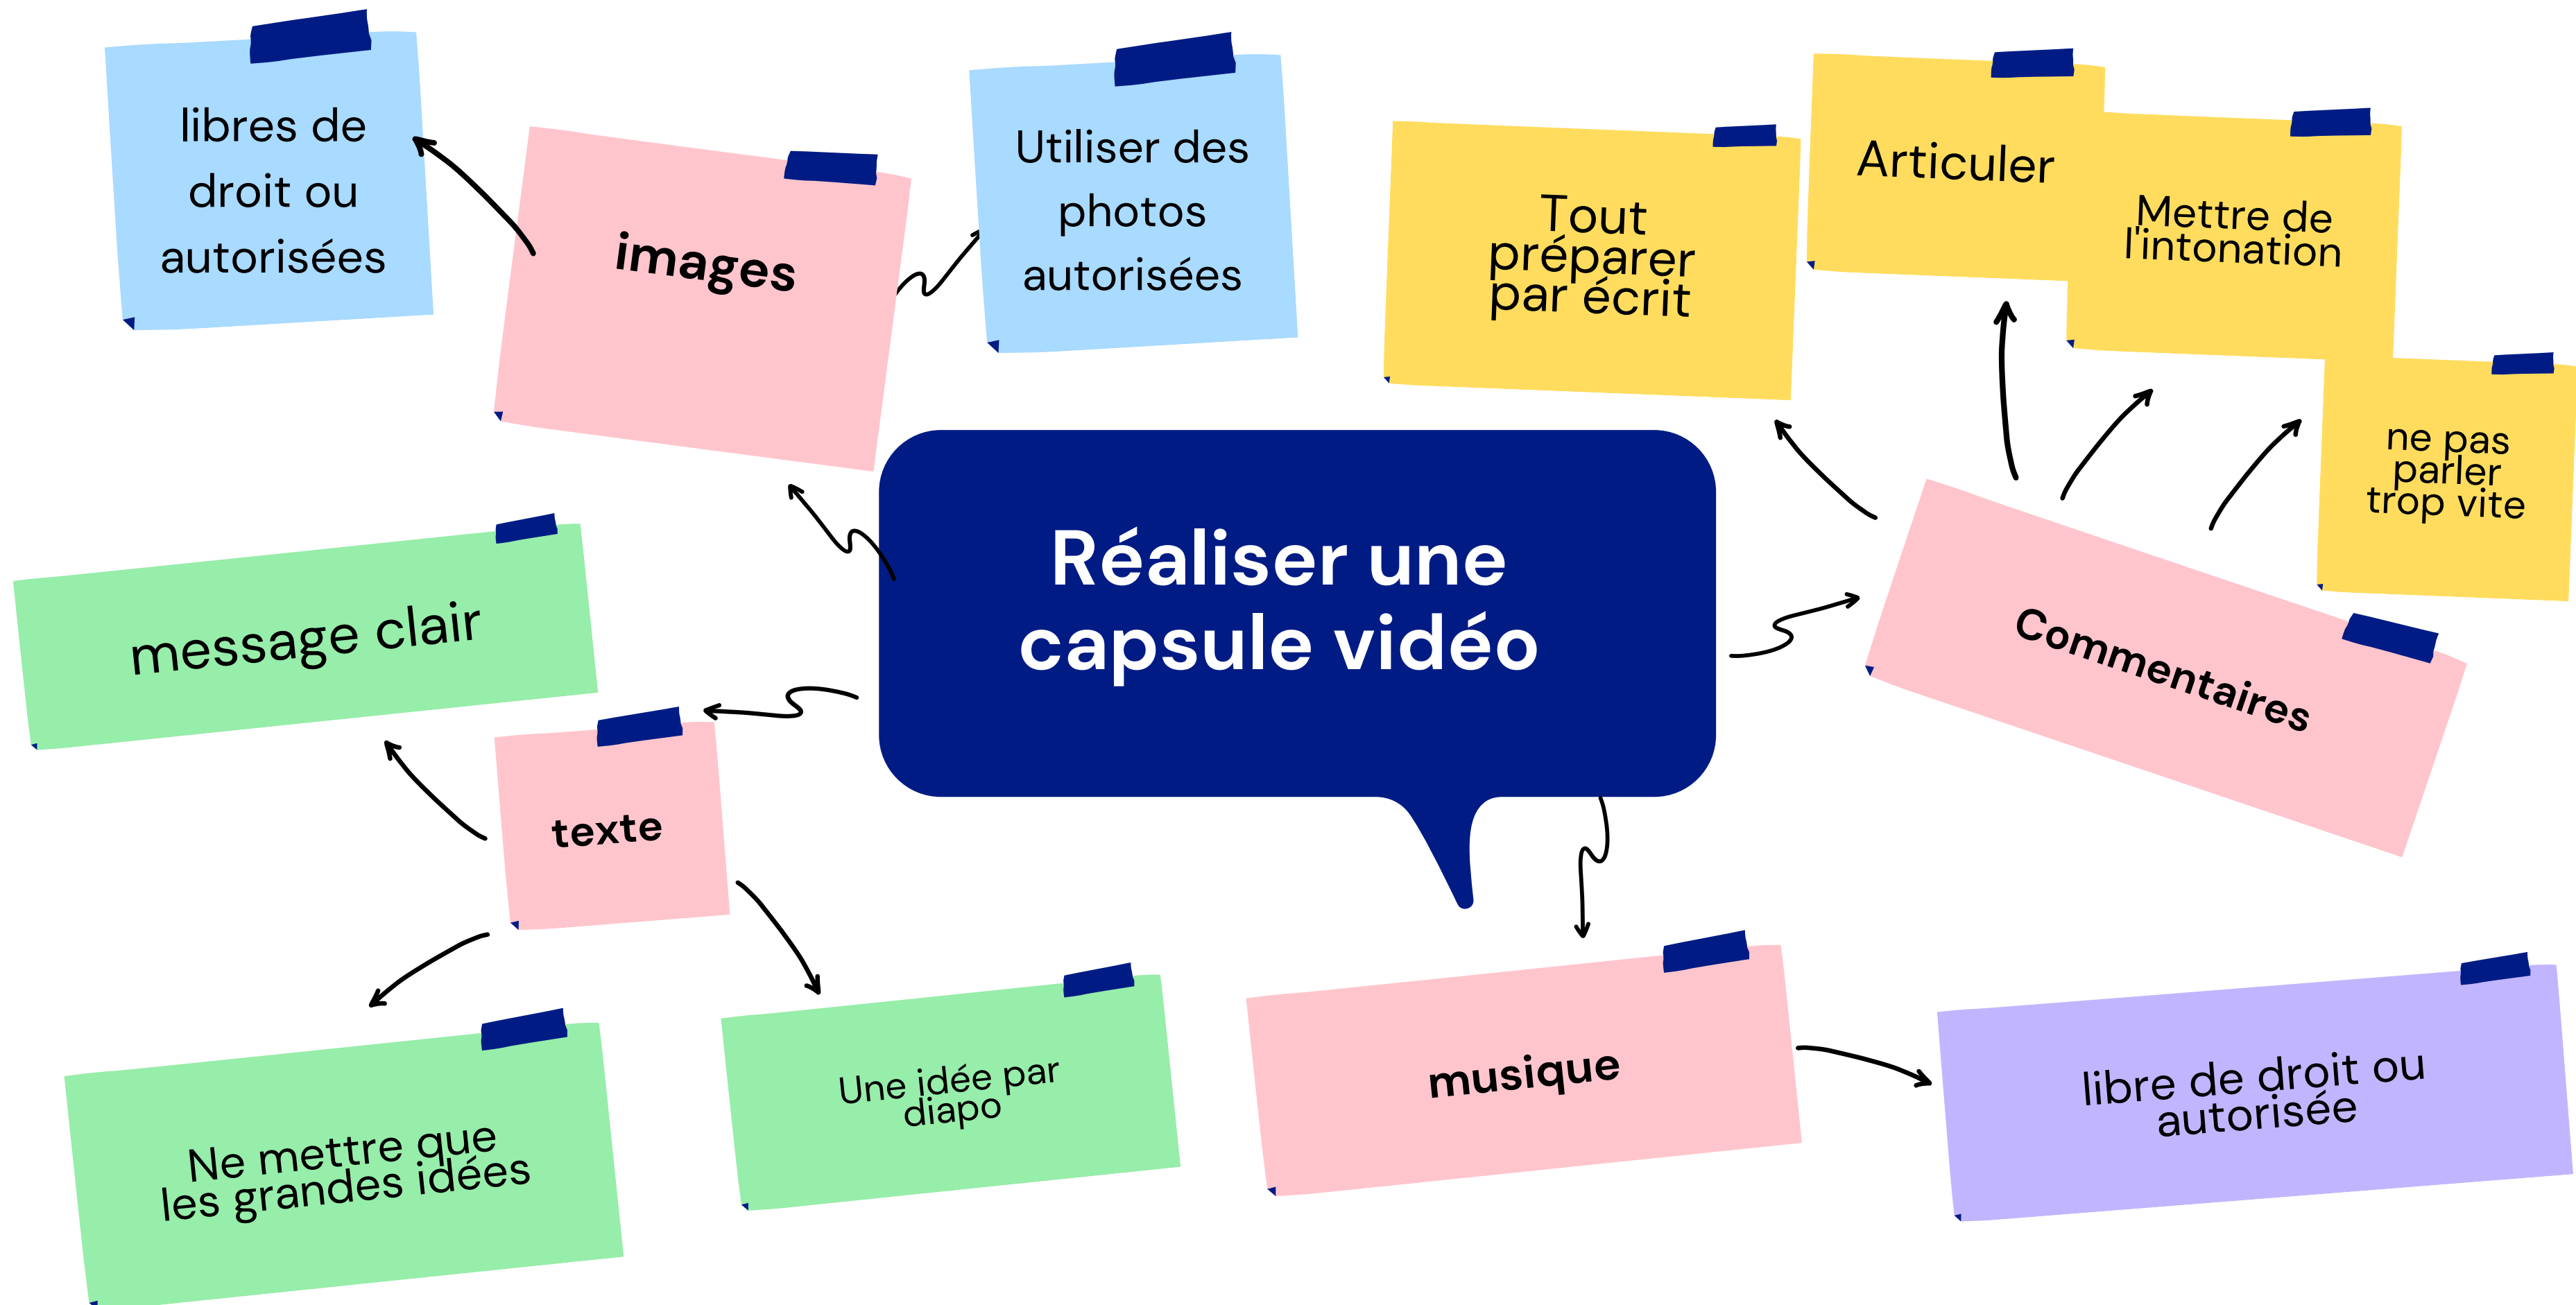 libres de
droit ou
autorisées
images
Utiliser des
photos
autorisées
Tout
préparer
par écrit
Articuler
Mettre de
l'intonation
ne pas
parler
trop vite
Réaliser une
capsule vidéo
Commentaires
message clair
texte
Ne mettre que
les grandes idées
Une idée par
diapo
musique
libre de droit ou
autorisée